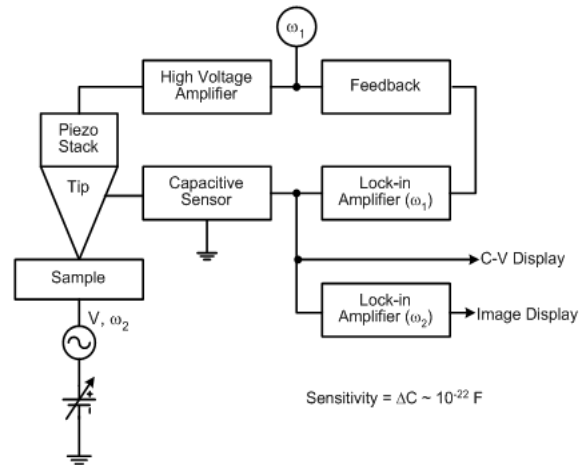 ω₁
High Voltage
Amplifier
Feedback
Piezo
Stack
Tip
Capacitive
Sensor
Lock-in
Amplifier (ω₁)
C-V Display
Sample
Lock-in
Amplifier (ω₂)
Image Display
V, ω₂
+
-
Sensitivity = ΔC ~ 10⁻²² F